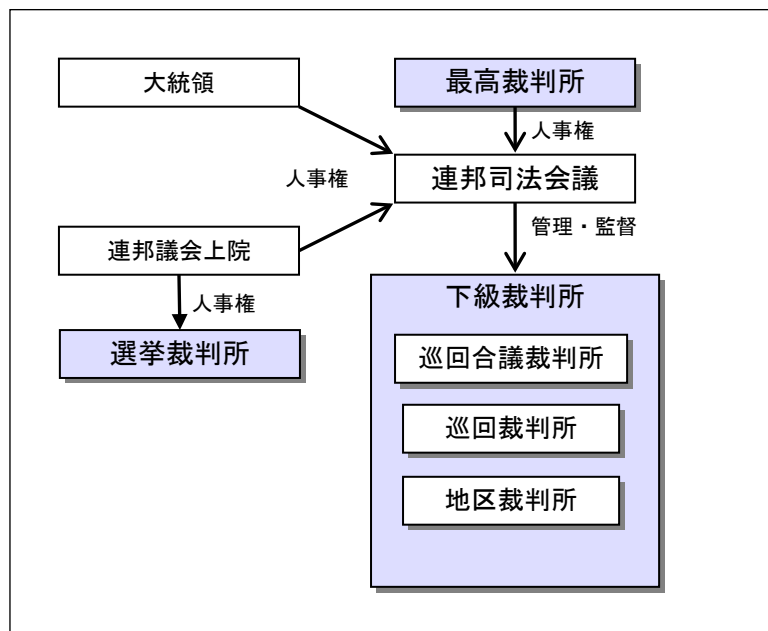 大統領
最高裁判所
人事権
人事権
連邦司法会議
連邦議会上院
管理・監督
人事権
下級裁判所
選挙裁判所
巡回合議裁判所
巡回裁判所
地区裁判所